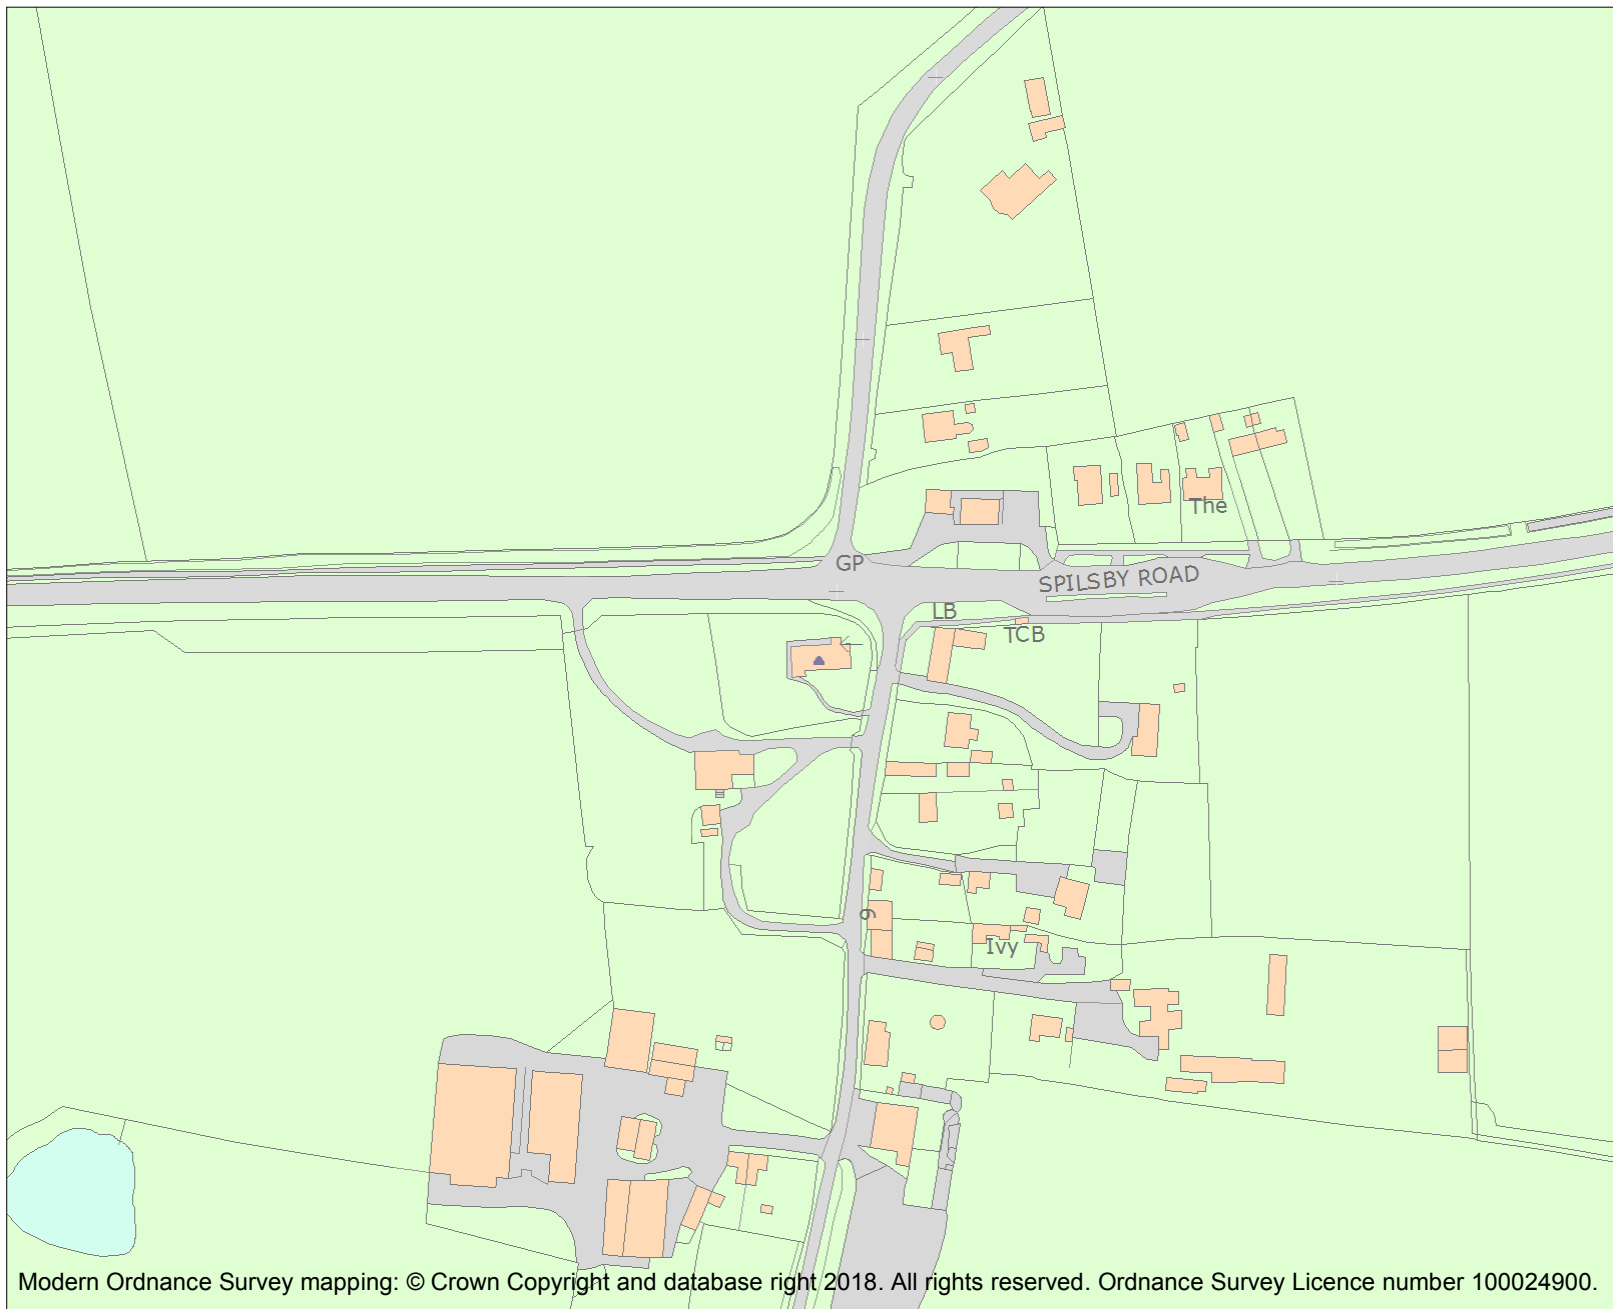 The
GP
SPILSBY ROAD
LB
TCB
9
Ivy
Modern Ordnance Survey mapping: © Crown Copyright and database right 2018. All rights reserved. Ordnance Survey Licence number 100024900.